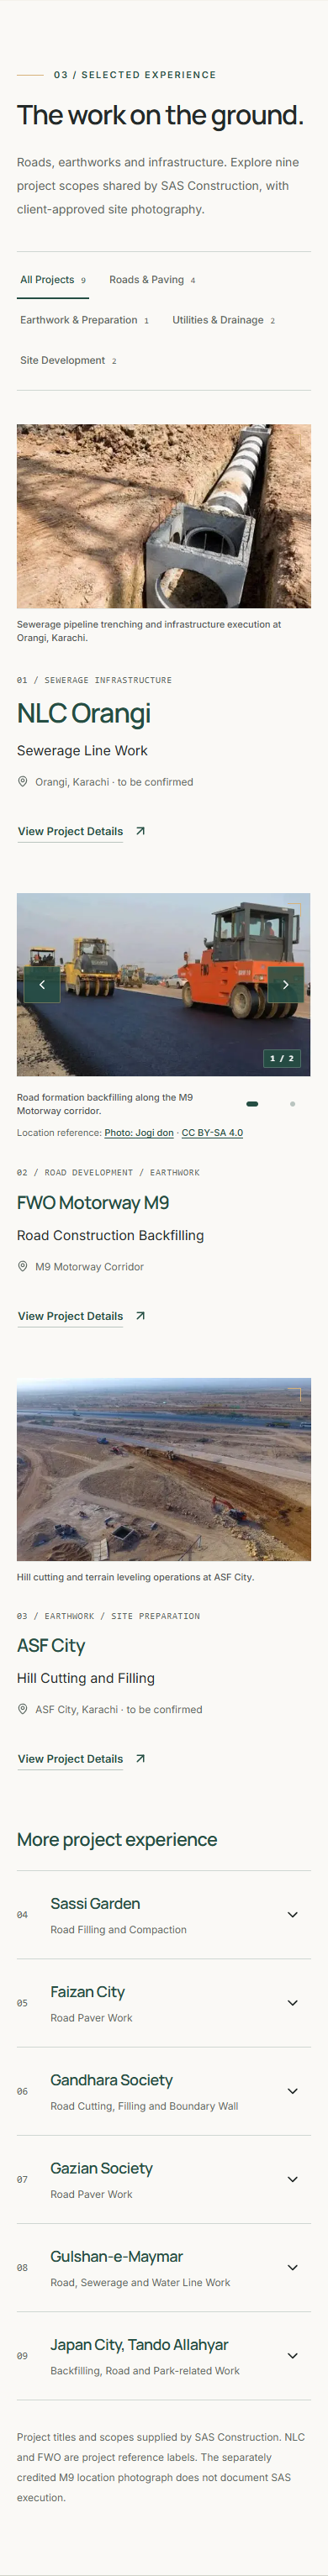 03 / SELECTED EXPERIENCE
The work on the ground.
Roads, earthworks and infrastructure. Explore nine
project scopes shared by SAS Construction, with
client-approved site photography.
All Projects 9 Roads & Paving 4
Earthwork & Preparation 1 Utilities & Drainage 2
Site Development 2
Sewerage pipeline trenching and infrastructure execution at
Orangi, Karachi.
01 / SEWERAGE INFRASTRUCTURE
NLC Orangi
Sewerage Line Work
Orangi, Karachi · to be confirmed
View Project Details
1 / 2
Road formation backfilling along the M9
Motorway corridor.
Location reference: Photo: Jogi don · CC BY-SA 4.0
02 / ROAD DEVELOPMENT / EARTHWORK
FWO Motorway M9
Road Construction Backfilling
M9 Motorway Corridor
View Project Details
Hill cutting and terrain leveling operations at ASF City.
03 / EARTHWORK / SITE PREPARATION
ASF City
Hill Cutting and Filling
ASF City, Karachi · to be confirmed
View Project Details
More project experience
04
Sassi Garden
Road Filling and Compaction
05
Faizan City
Road Paver Work
06
Gandhara Society
Road Cutting, Filling and Boundary Wall
07
Gazian Society
Road Paver Work
08
Gulshan-e-Maymar
Road, Sewerage and Water Line Work
09
Japan City, Tando Allahyar
Backfilling, Road and Park-related Work
Project titles and scopes supplied by SAS Construction. NLC
and FWO are project reference labels. The separately
credited M9 location photograph does not document SAS
execution.